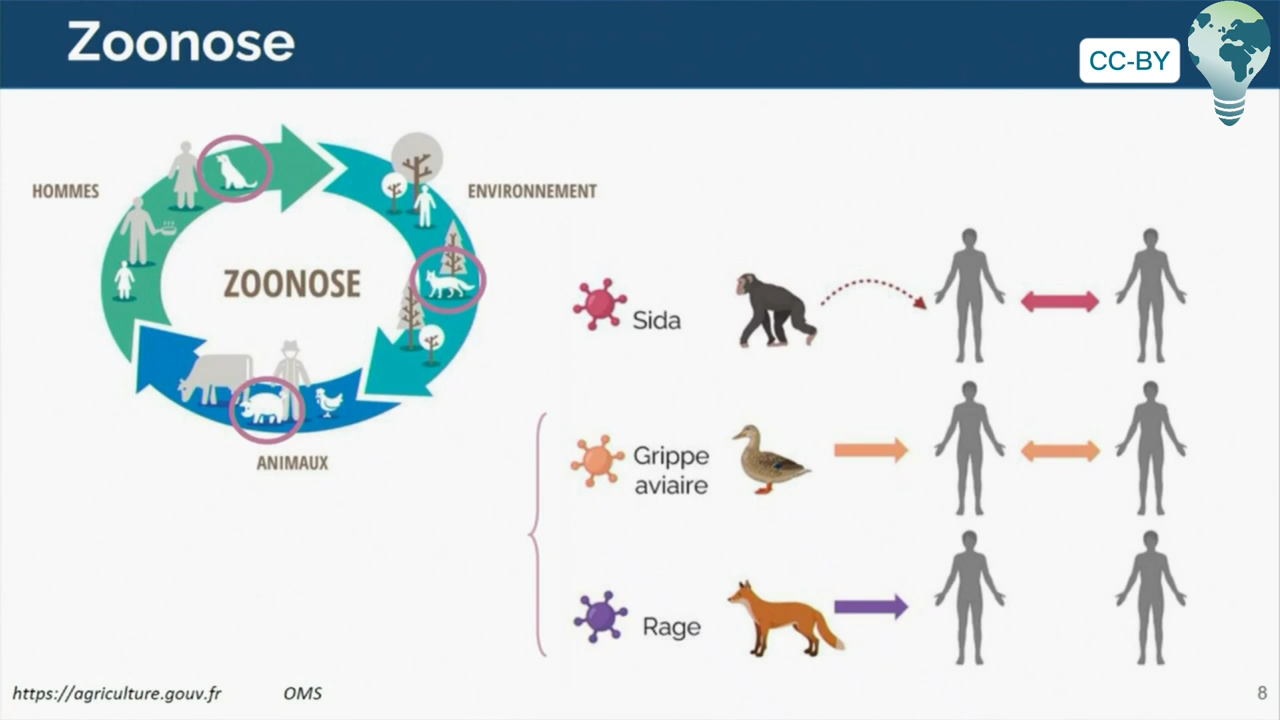 Zoonose
CC-BY
HOMMES
ENVIRONNEMENT
ZOONOSE
ANIMAUX
Sida
Grippe
aviaire
Rage
https://agriculture.gouv.fr
OMS
8